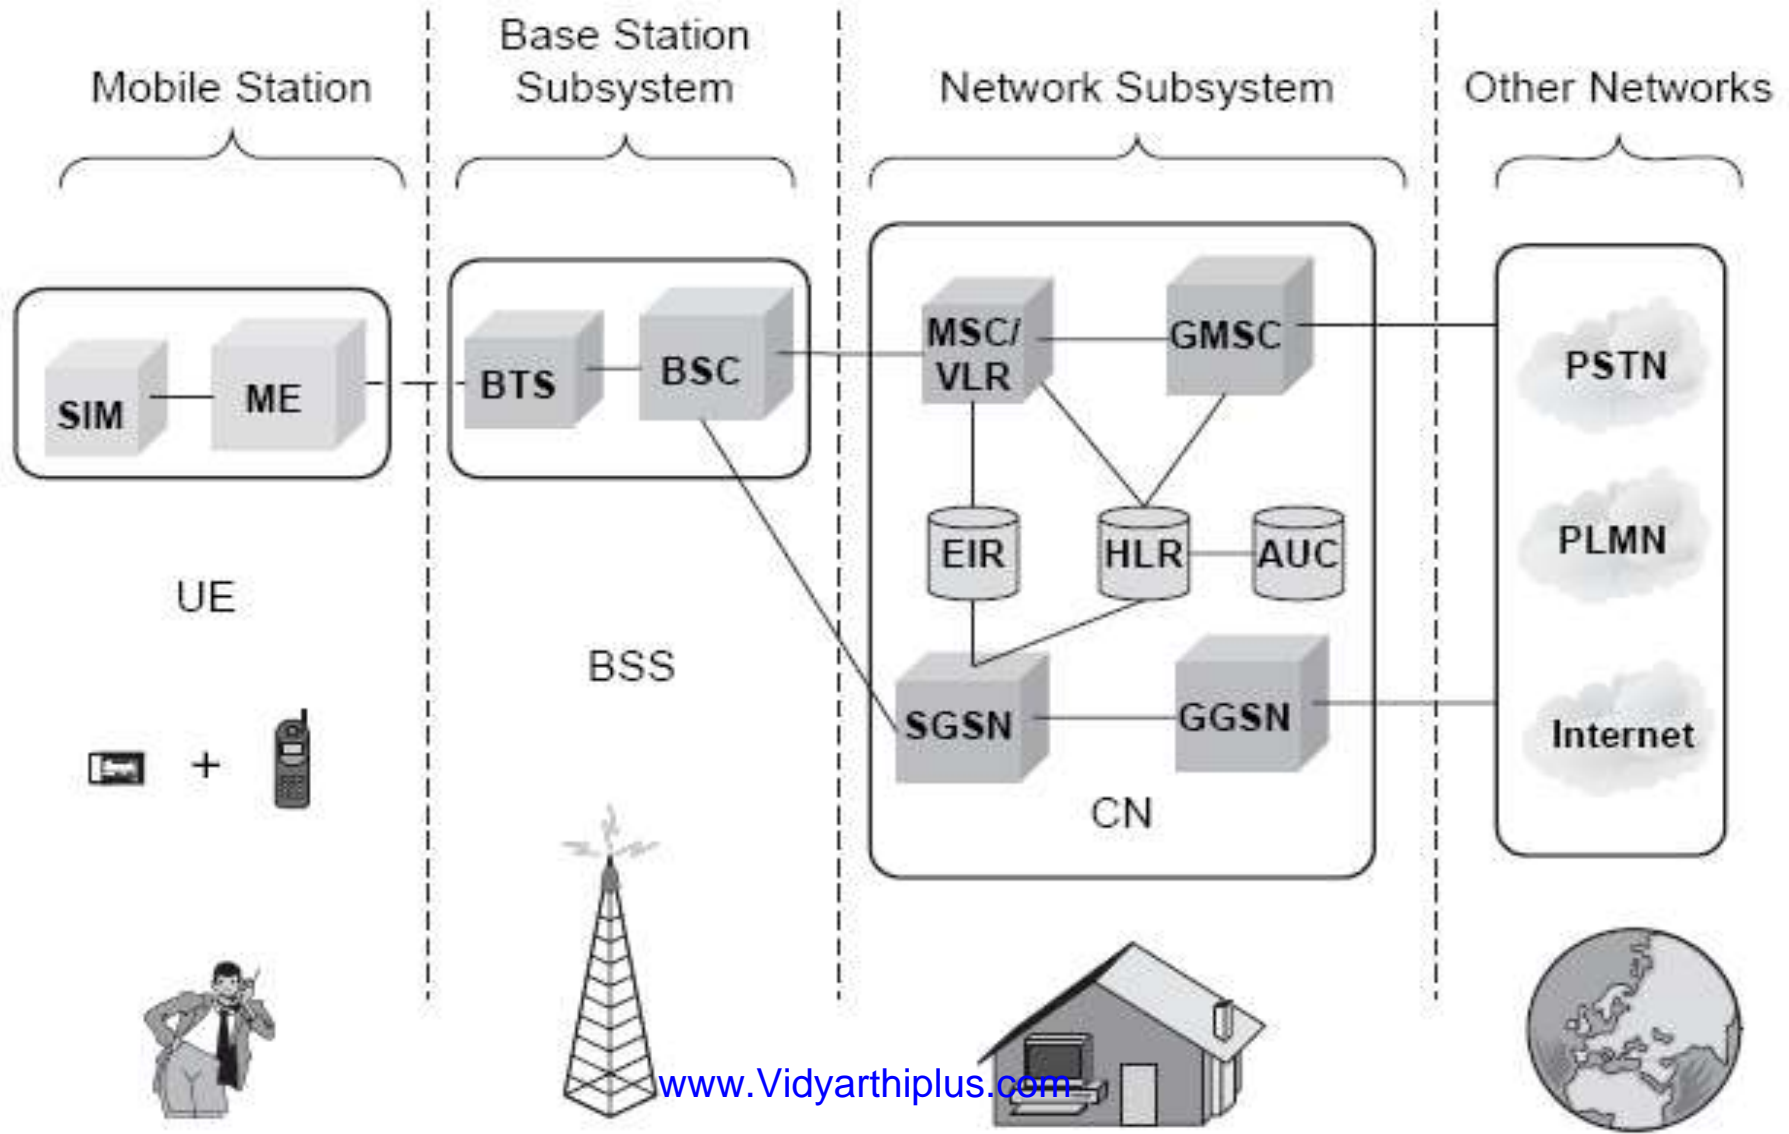 Mobile Station
Base Station
Subsystem
Network Subsystem
Other Networks
SIM
ME
BTS
BSC
MSC/
VLR
GMSC
PSTN
EIR
HLR
AUC
PLMN
UE
BSS
SGSN
GGSN
Internet
+
CN
www.Vidyarthiplus.com